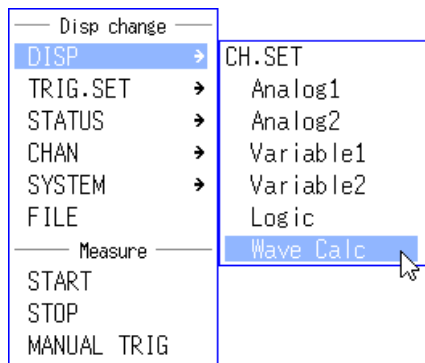 Disp change
DISP
TRIG.SET
STATUS
CHAN
SYSTEM
FILE
Measure
START
STOP
MANUAL TRIG
CH.SET
Analog1
Analog2
Variable1
Variable2
Logic
Wave Calc